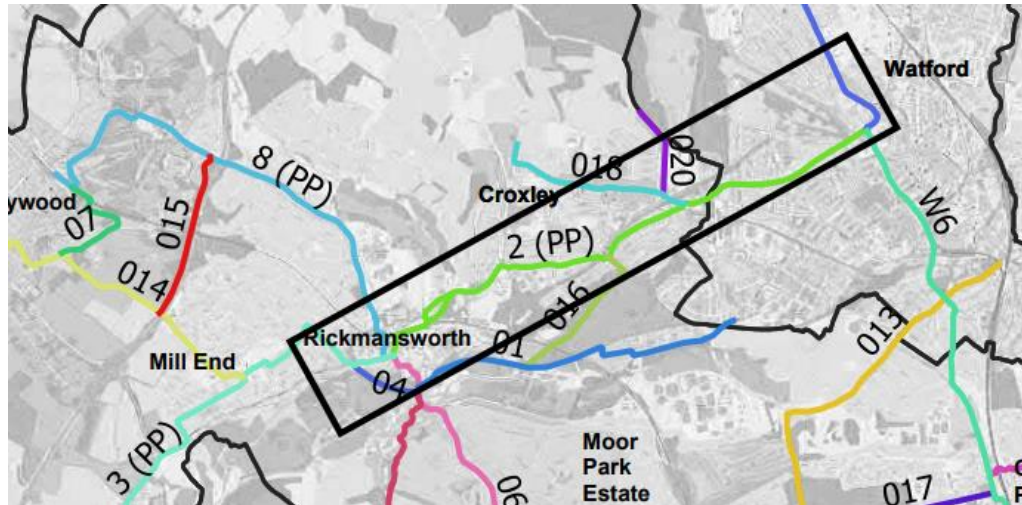 Watford
8 (PP)
018
020
Croxley
ywood
07
015
W6
2 (PP)
014
016
013
Rickmansworth
01
Mill End
04
3 (PP)
Moor
Park
Estate
06
017